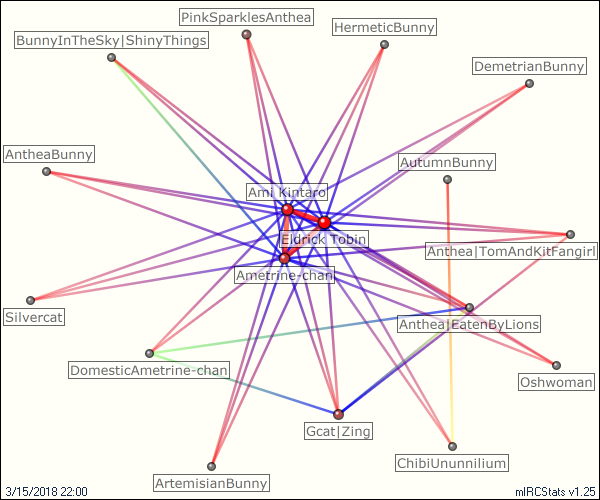 PinkSparklesAnthea
HermeticBunny
BunnyInTheSky|ShinyThings
DemetrianBunny
AntheaBunny
AutumnBunny
Ami Kintaro
Eldrick Tobin
Anthea|TomAndKitFangirl
Ametrine-chan
Silvercat
Anthea|EatenByLions
DomesticAmetrine-chan
Oshwoman
Gcat|Zing
ChibiUnunnilium
ArtemisianBunny
3/15/2018 22:00
mIRCStats v1.25